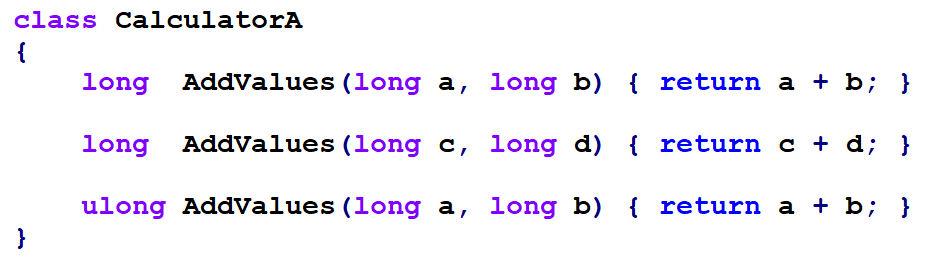 class CalculatorA
{
    long  AddValues(long a, long b) { return a + b; }
    long  AddValues(long c, long d) { return c + d; }
    ulong AddValues(long a, long b) { return a + b; }
}